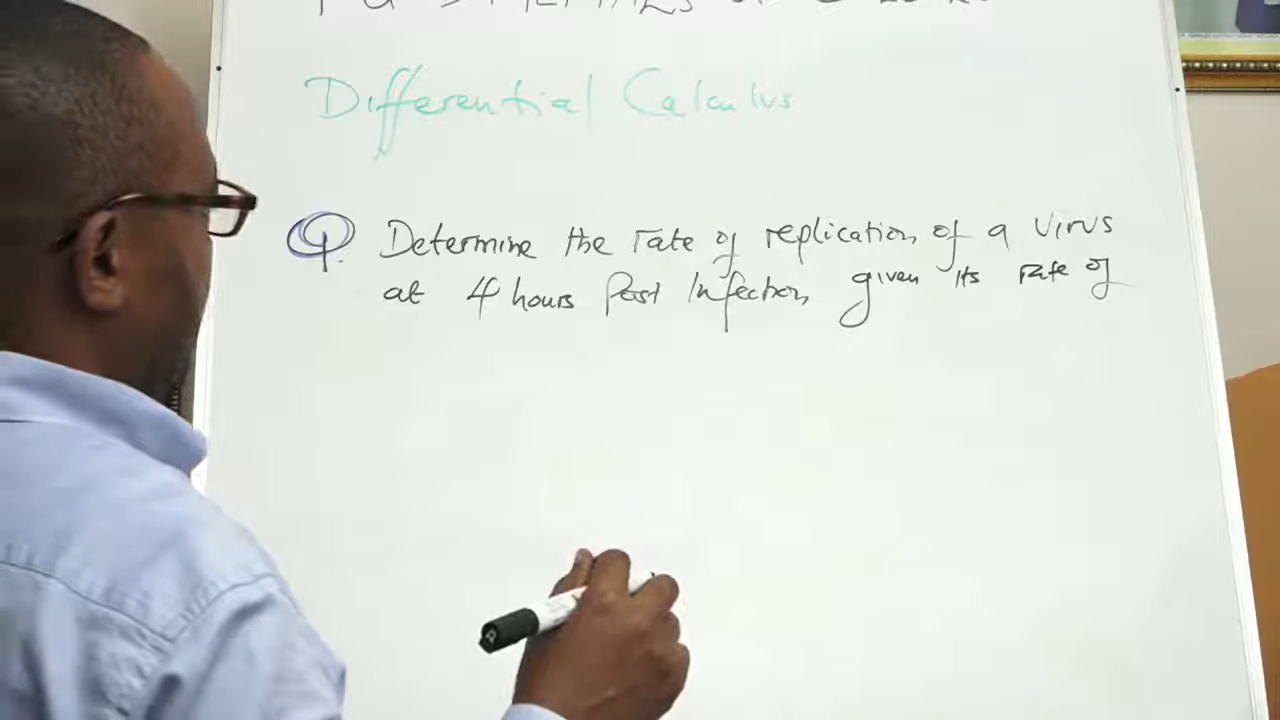 Differential Calculus
Q. Determine the rate of replication of a virus
at 4 hours Post Infection, given its rate of